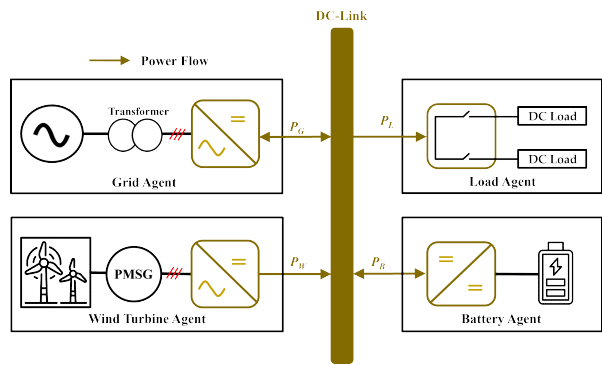 DC-Link
Power Flow
Transformer
P_G
Grid Agent
P_L
DC Load
DC Load
Load Agent
PMSG
P_W
Wind Turbine Agent
P_B
Battery Agent